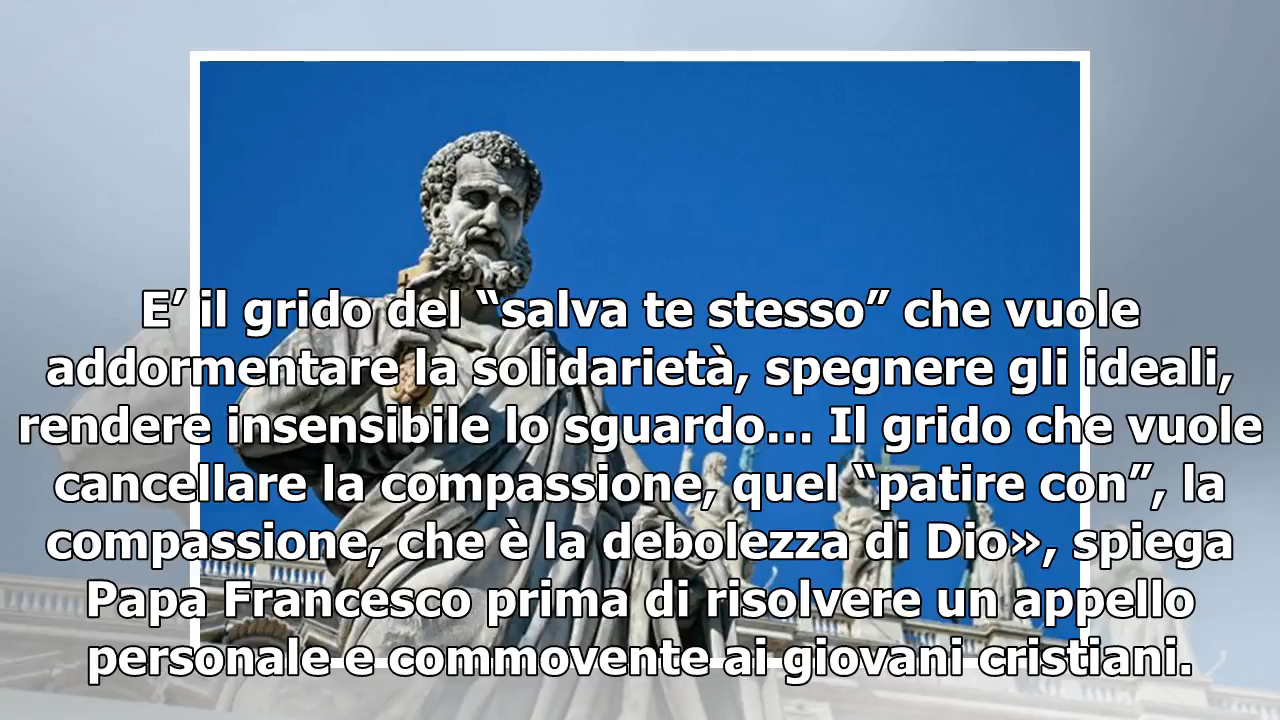 E’ il grido del “salva te stesso” che vuole
addormentare la solidarietà, spegnere gli ideali,
rendere insensibile lo sguardo... Il grido che vuole
cancellare la compassione, quel “patire con”, la
compassione, che è la debolezza di Dio», spiega
Papa Francesco prima di risolvere un appello
personale e commovente ai giovani cristiani.